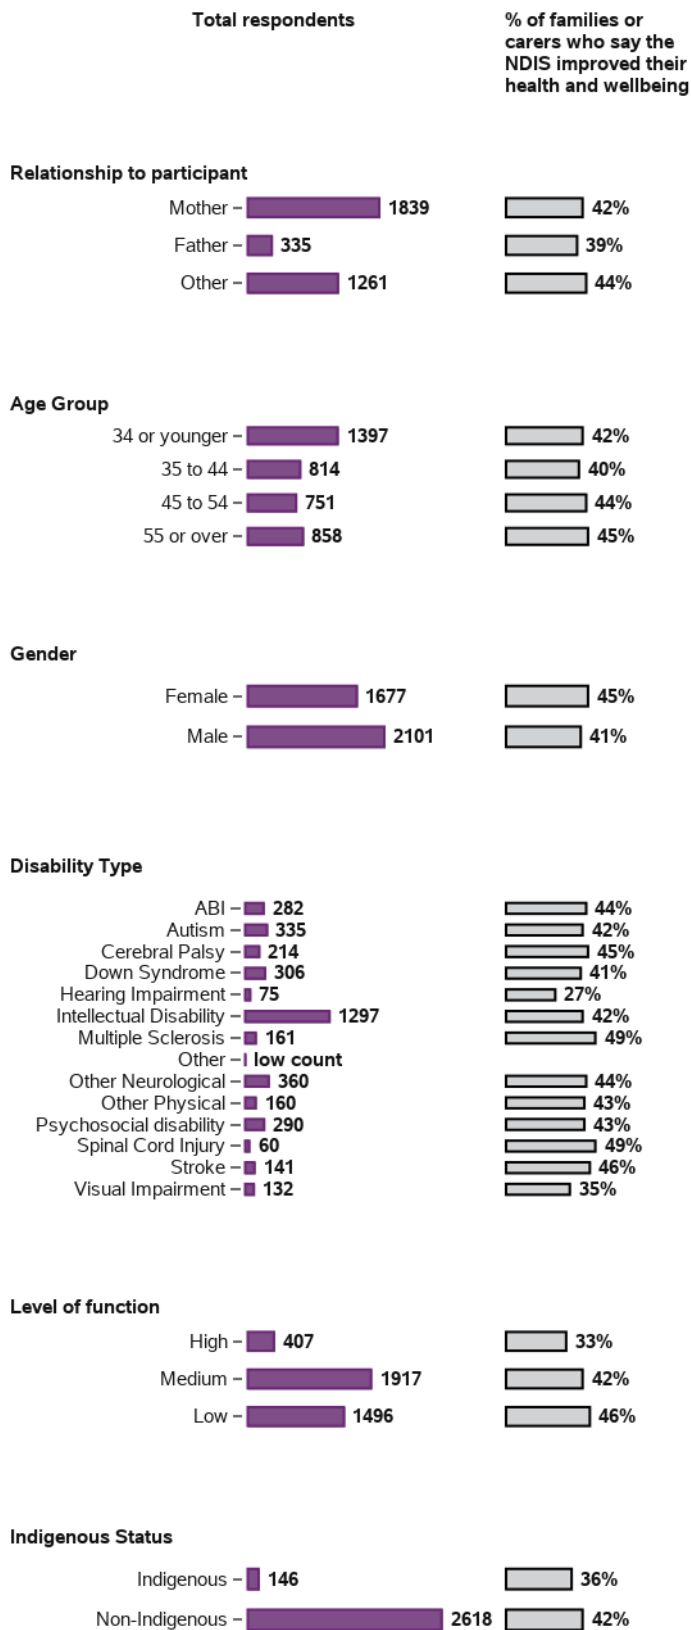 Total respondents
% of families or
carers who say the
NDIS improved their
health and wellbeing
Relationship to participant
Mother 1839 42%
Father 335 39%
Other 1261 44%
Age Group
34 or younger 1397 42%
35 to 44 814 40%
45 to 54 751 44%
55 or over 858 45%
Gender
Female 1677 45%
Male 2101 41%
Disability Type
ABI 282 44%
Autism 335 42%
Cerebral Palsy 214 45%
Down Syndrome 306 41%
Hearing Impairment 75 27%
Intellectual Disability 1297 42%
Multiple Sclerosis 161 49%
Other low count
Other Neurological 360 44%
Other Physical 160 43%
Psychosocial disability 290 43%
Spinal Cord Injury 60 49%
Stroke 141 46%
Visual Impairment 132 35%
Level of function
High 407 33%
Medium 1917 42%
Low 1496 46%
Indigenous Status
Indigenous 146 36%
Non-Indigenous 2618 42%